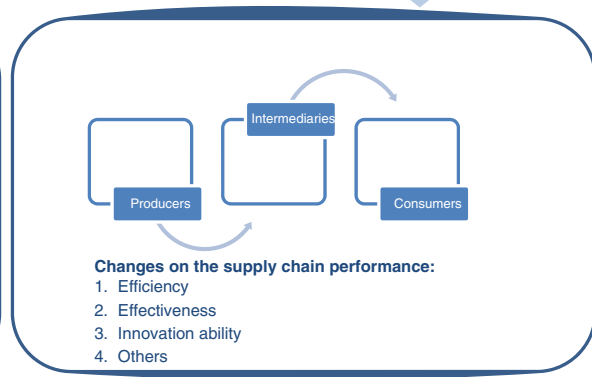 Intermediaries
Producers
Consumers
Changes on the supply chain performance:
1. Efficiency
2. Effectiveness
3. Innovation ability
4. Others